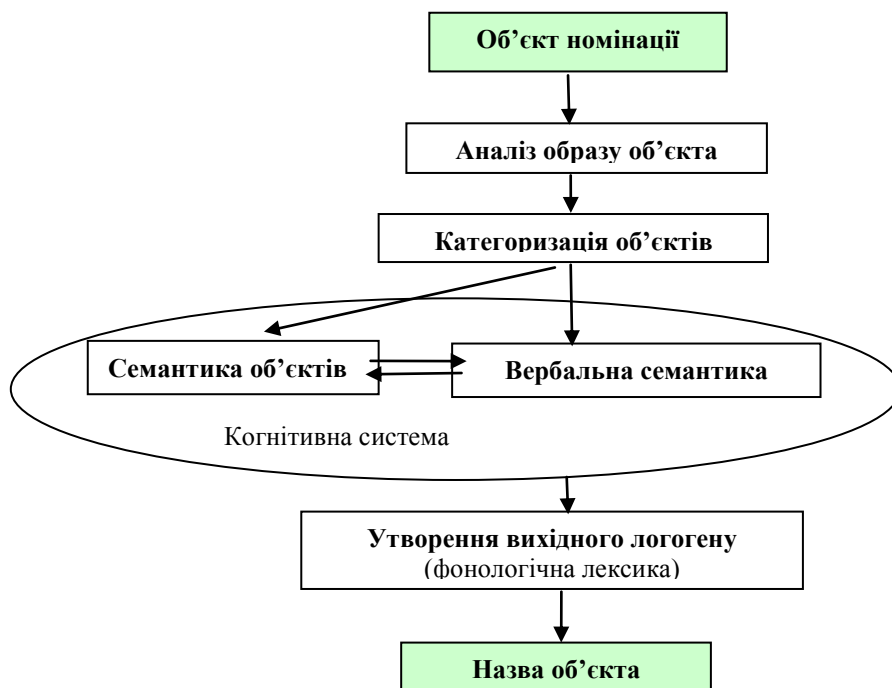 Об’єкт номінації
Аналіз образу об’єкта
Категоризація об’єктів
Семантика об’єктів
Вербальна семантика
Когнітивна система
Утворення вихідного логогену
(фонологічна лексика)
Назва об’єкта